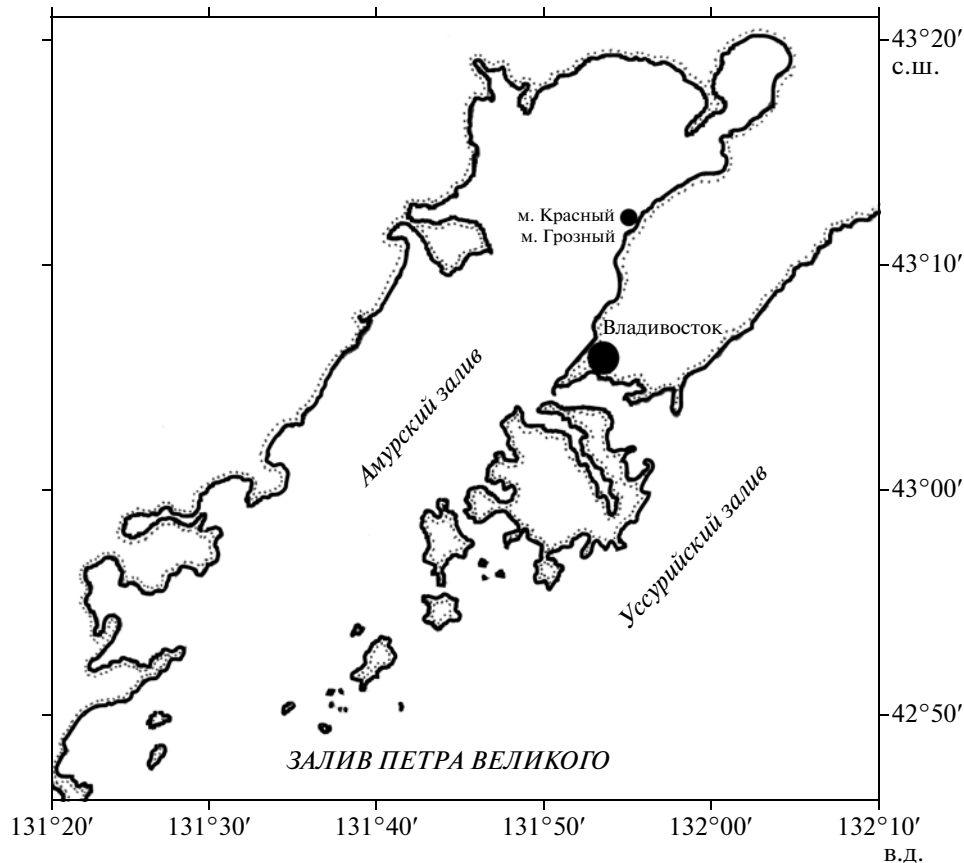 43°20′
с.ш.
м. Красный
м. Грозный
43°10′
Владивосток
Амурский залив
43°00′
Уссурийский залив
42°50′
ЗАЛИВ ПЕТРА ВЕЛИКОГО
131°20′ 131°30′ 131°40′ 131°50′ 132°00′ 132°10′
в.д.